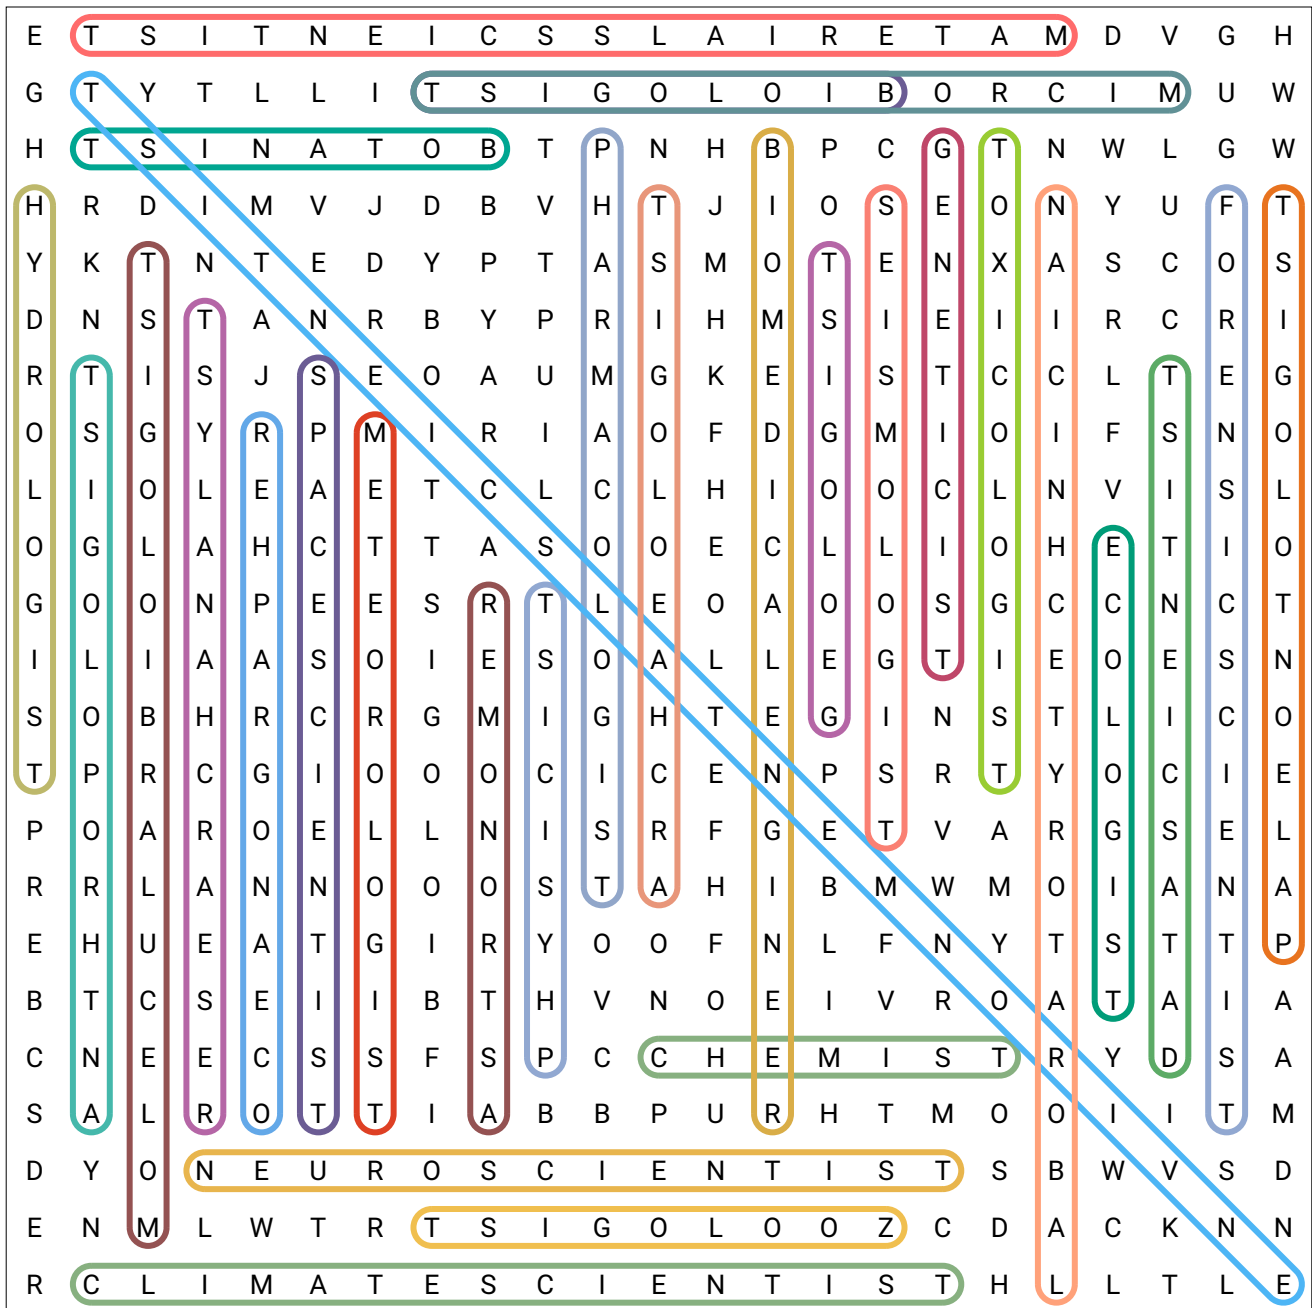 E T S I T N E I C S S L A I R E T A M D V G H
G T Y T L L I T S I G O L O I B O R C I M U W
H T S I N A T O B T P N H B P C G T N W L G W
H R D I M V J D B V H T J I O S E O N Y U F T
Y K T N T E D Y P T A S M O T E N X A S C O S
D N S T A N R B Y P R I H M S I E I I R C R I
R T I S J S E O A U M G K E I S T C C L T E G
O S G Y R P M I R I A O F D G M I O I F S N O
L I O L E A E T C L C L H I O O C L N V I S L
O G L A H C T T A S O O E C L L I O H E T I O
G O O N P E E S R T L E O A O O S G C C N C T
I L I A A S O I E S O A L L E G T I E O E S N
S O B H R C R G M I G H T E G I N S T L I C O
T P R C G I O O O C I C E N P S R T Y O C I E
P O A R O E L L N I S R F G E T V A R G S E L
R R L A N N O O O S T A H I B M W M O I A N A
E H U E A T G I R Y O O F N L F N Y T S T T P
B T C S E I I B T H V N O E I V R O A T A I A
C N E E C S S F S P C C H E M I S T R Y D S A
S A L R O T T I A B B P U R H T M O O I I T M
D Y O N E U R O S C I E N T I S T S B W V S D
E N M L W T R T S I G O L O O Z C D A C K N N
R C L I M A T E S C I E N T I S T H L L T L E